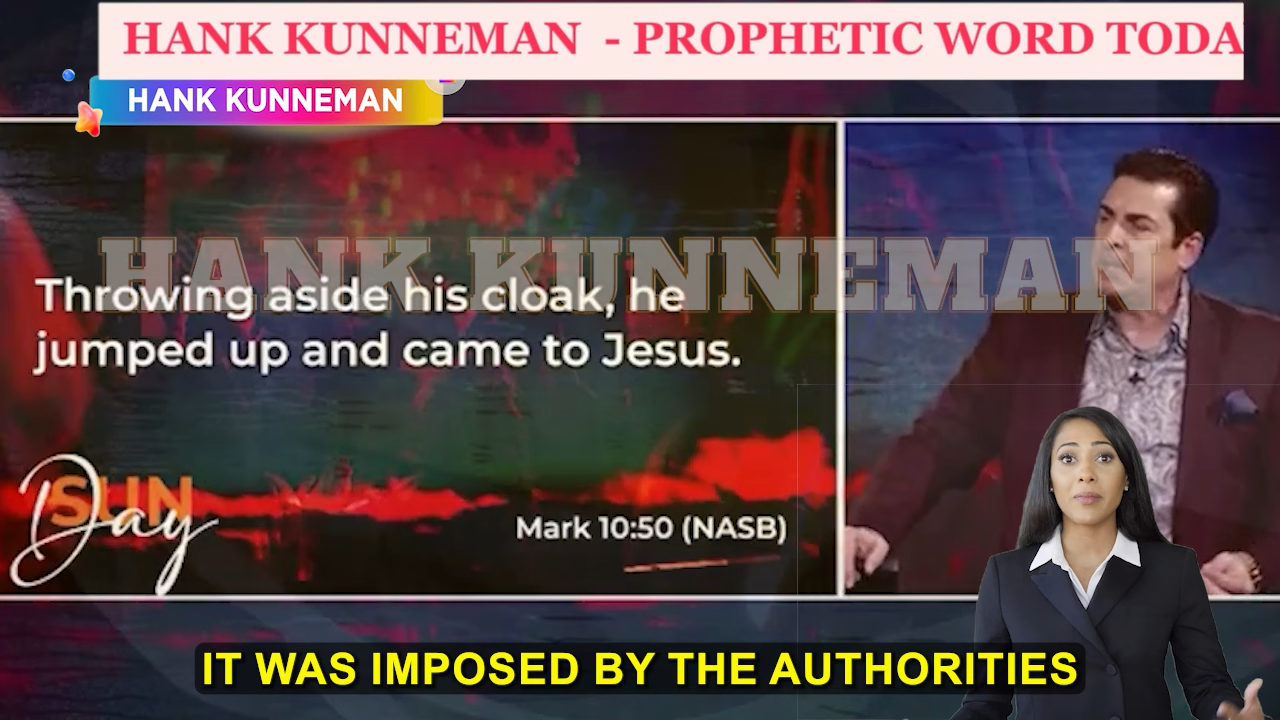 HANK KUNNEMAN - PROPHETIC WORD TODA
HANK KUNNEMAN
HANK KUNNEMAN
Throwing aside his cloak, he
jumped up and came to Jesus.
SUN
Day
Mark 10:50 (NASB)
IT WAS IMPOSED BY THE AUTHORITIES